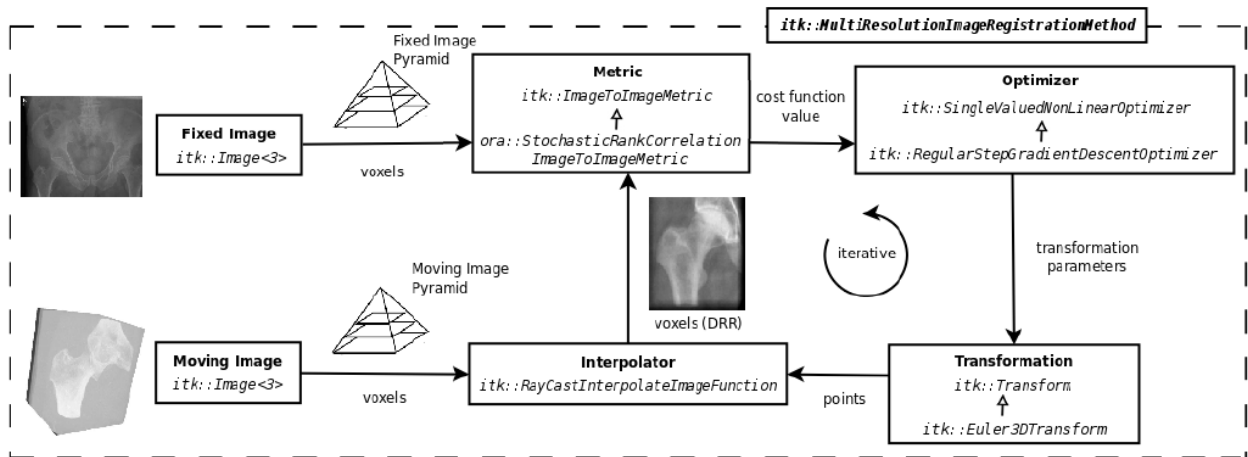 itk::MultiResolutionImageRegistrationMethod
Fixed Image
Pyramid
Metric
itk::ImageToImageMetric
ora::StochasticRankCorrelation
ImageToImageMetric
cost function
value
Optimizer
itk::SingleValuedNonLinearOptimizer
itk::RegularStepGradientDescentOptimizer
Fixed Image
itk::Image<3>
voxels
iterative
transformation
parameters
Moving Image
Pyramid
voxels (DRR)
Moving Image
itk::Image<3>
voxels
Interpolator
itk::RayCastInterpolateImageFunction
points
Transformation
itk::Transform
itk::Euler3DTransform